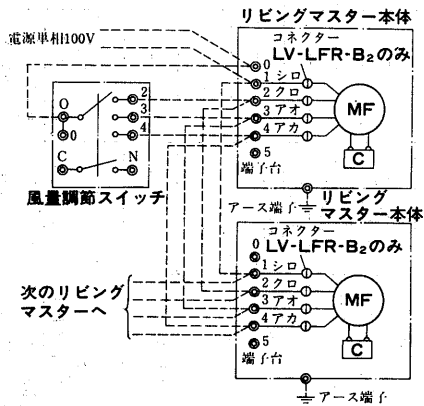 リビングマスター本体
電源単相100V
コネクター
LV-LFR-B₂のみ
0
1 シロ
2 クロ
3 アオ
4 アカ
5
端子台
MF
C
O
0
C
2
3
4
N
風量調節スイッチ
アース端子
リビング
マスター本体
コネクター
LV-LFR-B₂のみ
0
1 シロ
2 クロ
3 アオ
4 アカ
5
端子台
MF
C
次のリビング
マスターへ
アース端子